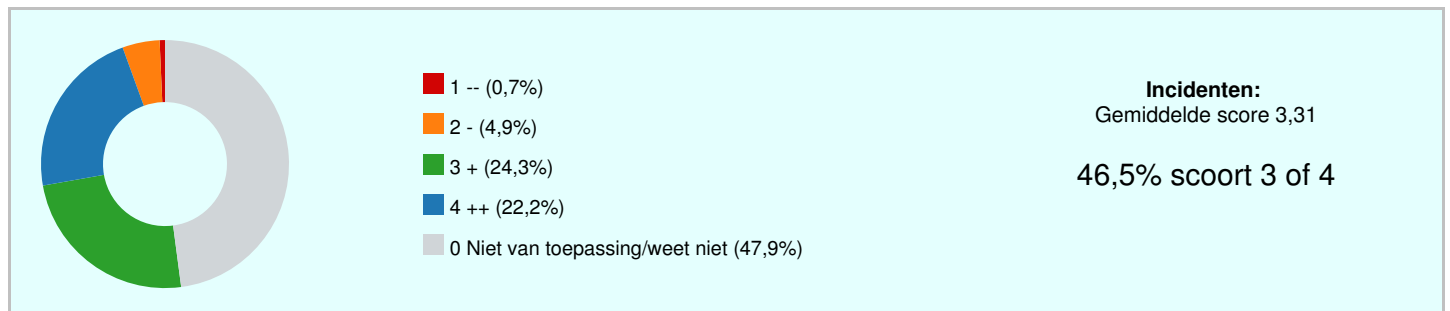 1 -- (0,7%)
2 - (4,9%)
3 + (24,3%)
4 ++ (22,2%)
0 Niet van toepassing/weet niet (47,9%)
Incidenten:
Gemiddelde score 3,31
46,5% scoort 3 of 4